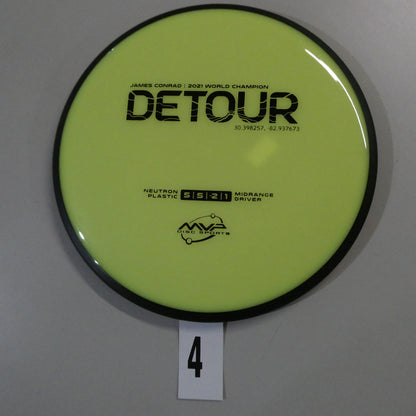 JAMES CONRAD | 2021 WORLD CHAMPION
DETOUR
30.398257, -82.937673
NEUTRON PLASTIC 5 | 5 | -2 | 1 MIDRANGE DRIVER
MVP
DISC SPORTS
4